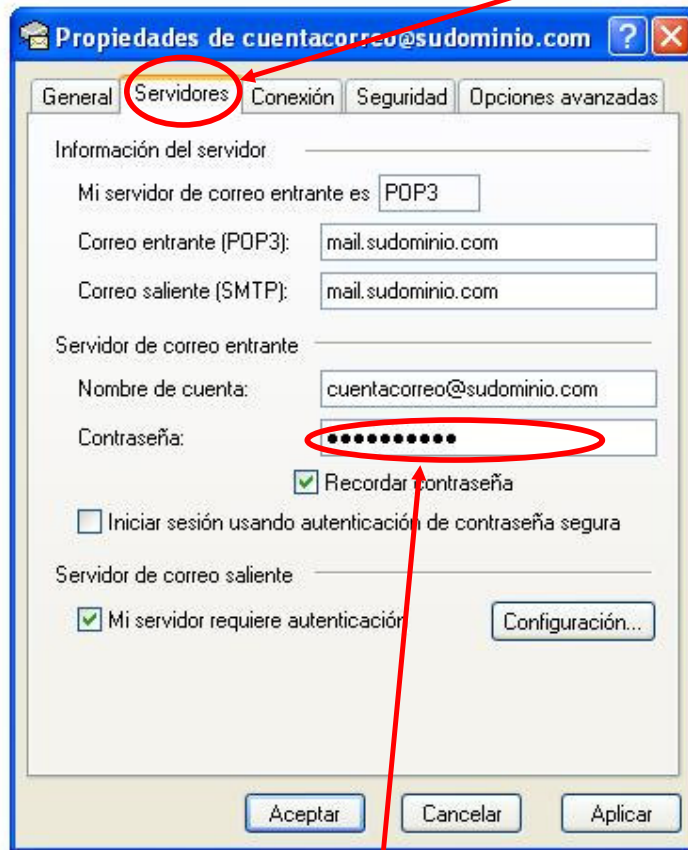 Propiedades de cuentacorreo@sudominio.com ? X
General Servidores Conexión Seguridad Opciones avanzadas
Información del servidor
Mi servidor de correo entrante es POP3
Correo entrante (POP3): mail.sudominio.com
Correo saliente (SMTP): mail.sudominio.com
Servidor de correo entrante
Nombre de cuenta: cuentacorreo@sudominio.com
Contraseña: ●●●●●●●●●●
Recordar contraseña
Iniciar sesión usando autenticación de contraseña segura
Servidor de correo saliente
Mi servidor requiere autenticación Configuración...
Aceptar Cancelar Aplicar